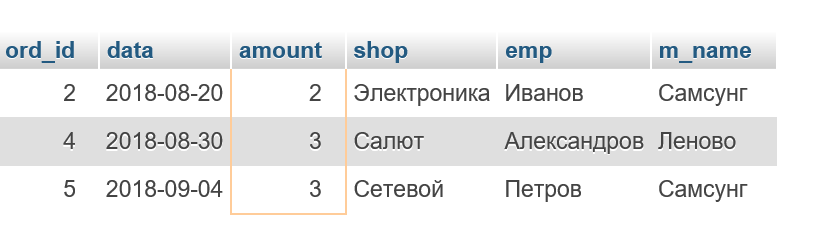 ord_id data amount shop emp m_name
2 2018-08-20 2 Электроника Иванов Самсунг
4 2018-08-30 3 Салют Александров Леново
5 2018-09-04 3 Сетевой Петров Самсунг